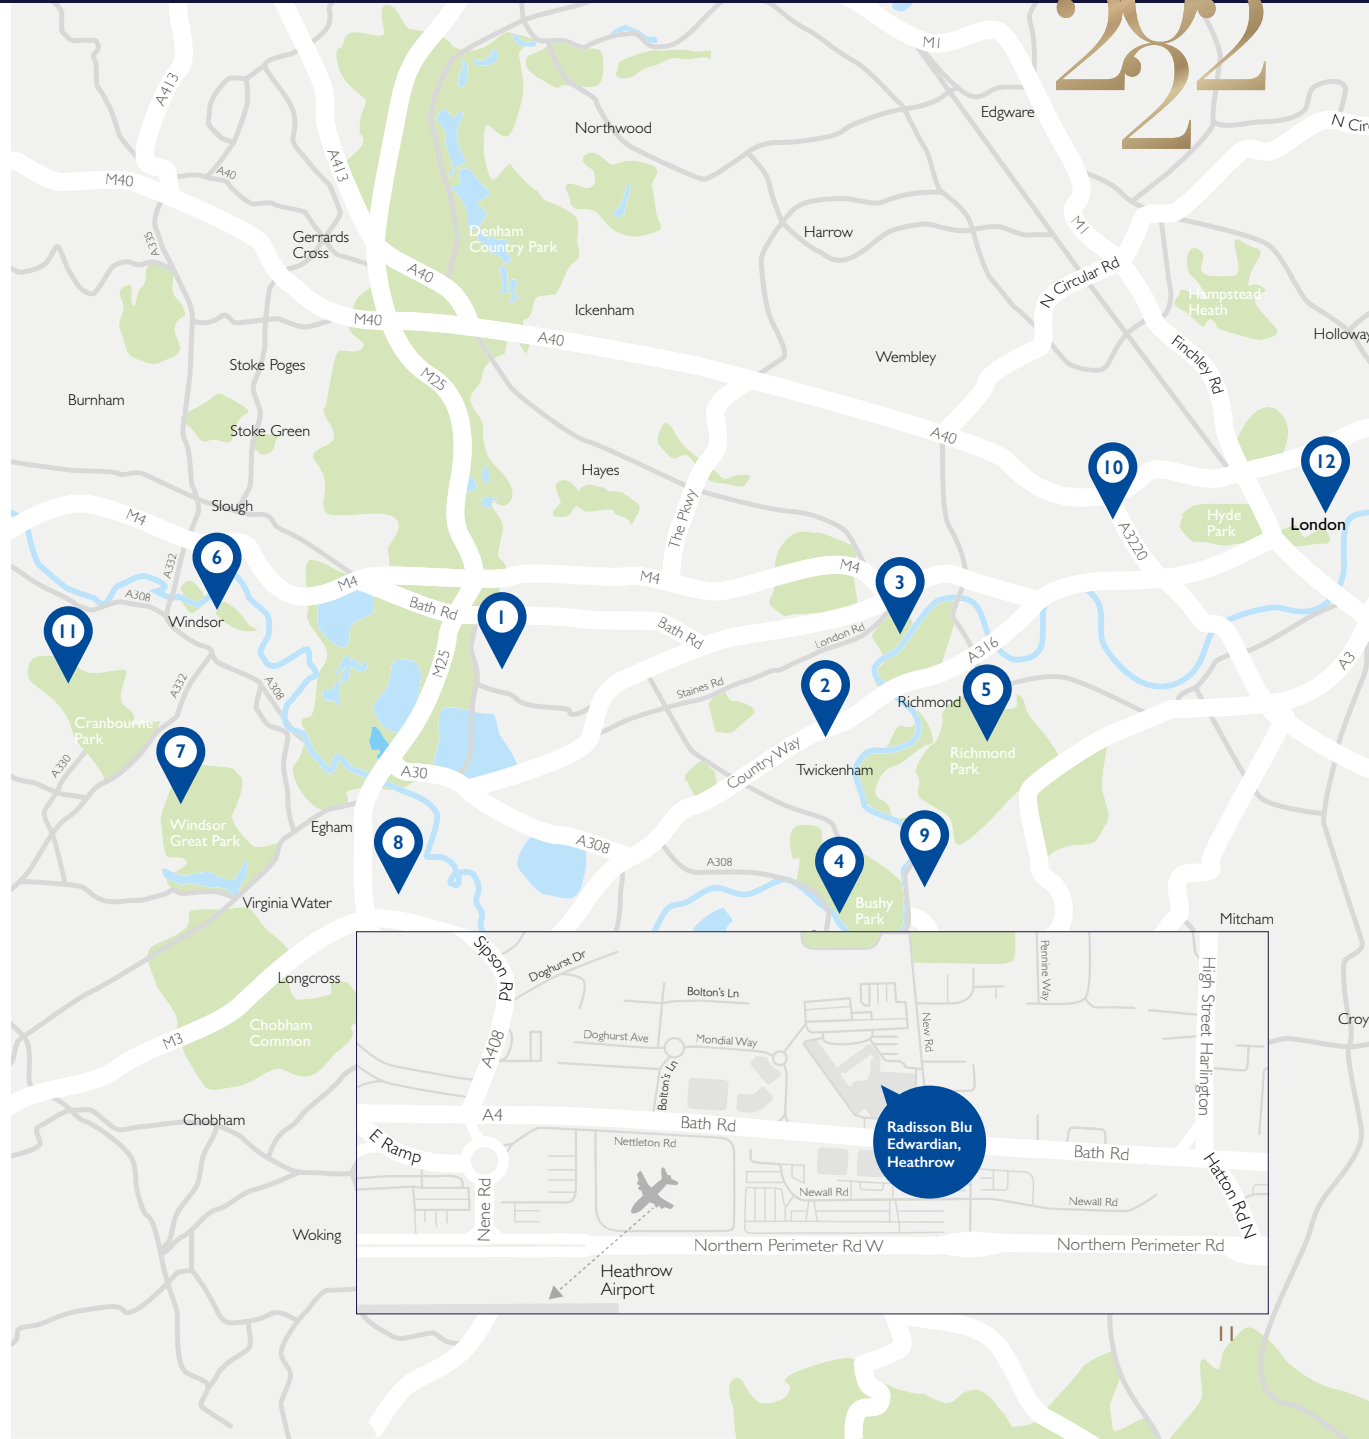 222
2
M1
A413
Edgware
N Cir
Northwood
A413
M40
A40
M1
Harrow
Denham
Country Park
A335
Gerrards
Cross
A40
N Circular Rd
Hampstead
Heath
Ickenham
M40
A40
Holloway
Finchley Rd
Wembley
Stoke Poges
M25
Burnham
Stoke Green
A40
10
12
Hayes
Slough
M4
The Pkwy
Hyde
Park
London
A3220
6
A332
M4
M4
M4
3
A308
Bath Rd
1
11
Windsor
Bath Rd
London Rd
A316
A3
M25
2
5
A332
A308
Staines Rd
Richmond
Cranbourne
Park
7
A330
Country Way
Richmond
Park
A30
Twickenham
Windsor
Great Park
Egham
8
A308
A308
4
9
Virginia Water
Bushy
Park
Mitcham
Sipson Rd
Doghurst Dr
Pennine Way
High Street Harlington
Longcross
Bolton's Ln
Chobham
Common
M3
A408
Doghurst Ave
Mondial Way
New Rd
Croy
Bolton's Ln
Chobham
A4
Bath Rd
Radisson Blu
Edwardian,
Heathrow
E Ramp
Nettleton Rd
Bath Rd
Hatton Rd N
Nene Rd
Newall Rd
Newall Rd
Woking
Northern Perimeter Rd W
Northern Perimeter Rd
Heathrow
Airport
11